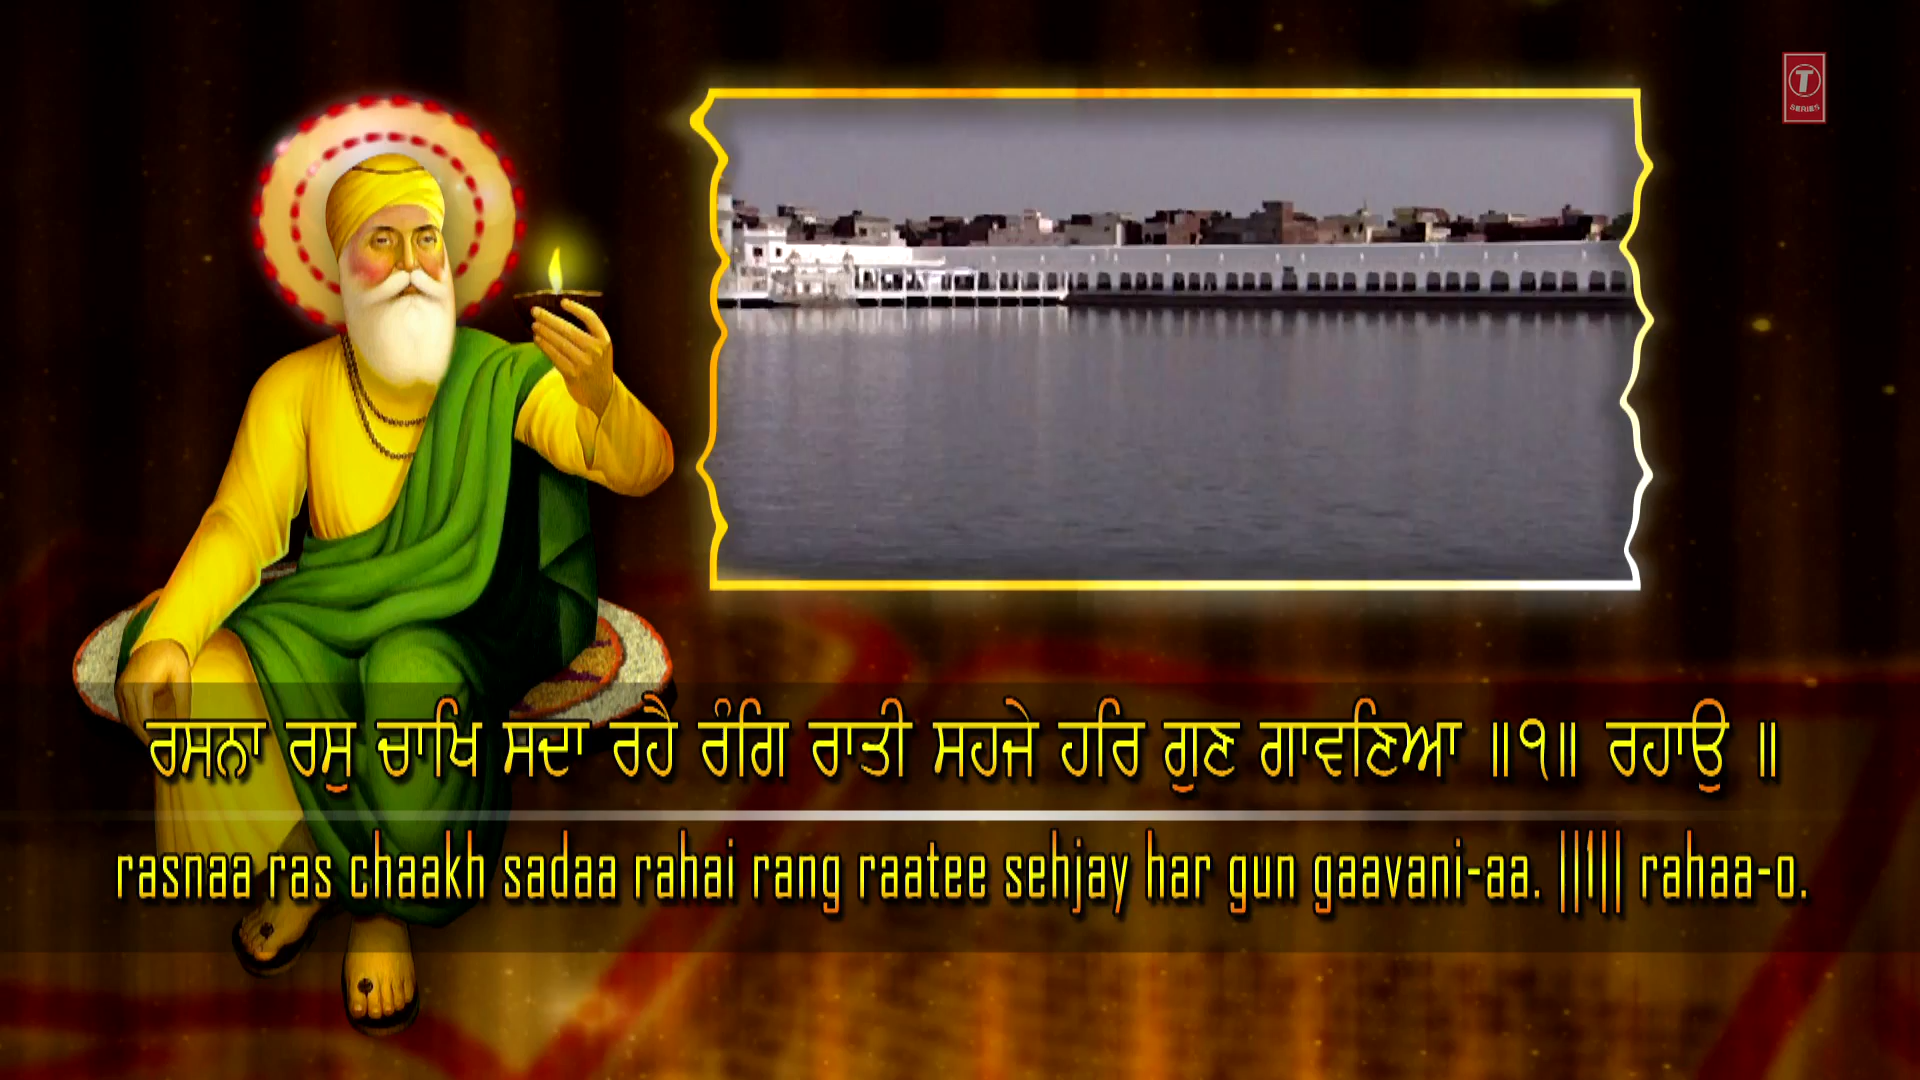 T
SERIES
ਰਸਨਾ ਰਸੁ ਚਾਖਿ ਸਦਾ ਰਹੈ ਰੰਗਿ ਰਾਤੀ ਸਹਜੇ ਹਰਿ ਗੁਣ ਗਾਵਣਿਆ ॥੧॥ ਰਹਾਉ ॥
rasnaa ras chaakh sadaa rahai rang raatee sehjay har gun gaavani-aa. ||1|| rahaa-o.